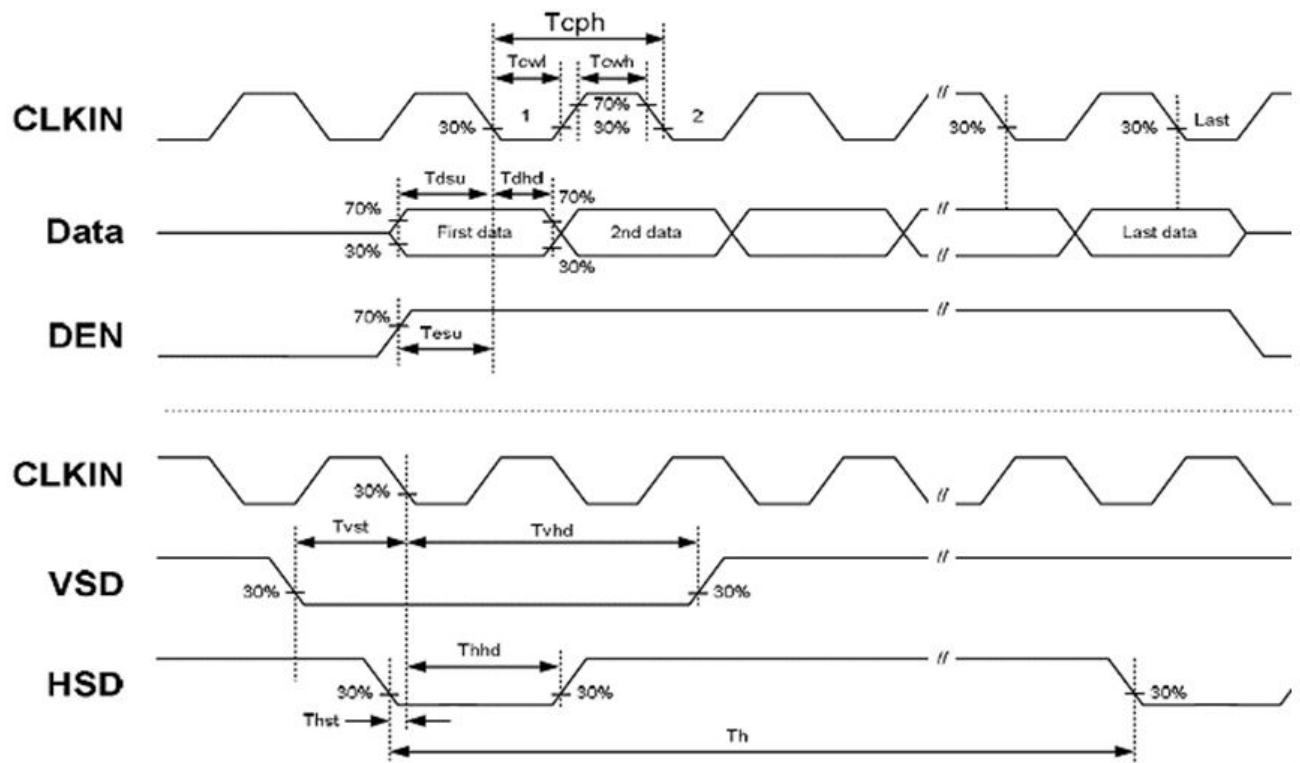 Tcph
Tcwl Tcwh
CLKIN 30% 1 70% 30% 2 30% 30% Last
Tdsu Tdhd
70% 70%
Data First data 2nd data Last data
30% 30%
70%
DEN Tesu
CLKIN
30%
Tvst Tvhd
VSD 30% 30%
Thhd
HSD 30% 30% 30%
Thst
Th